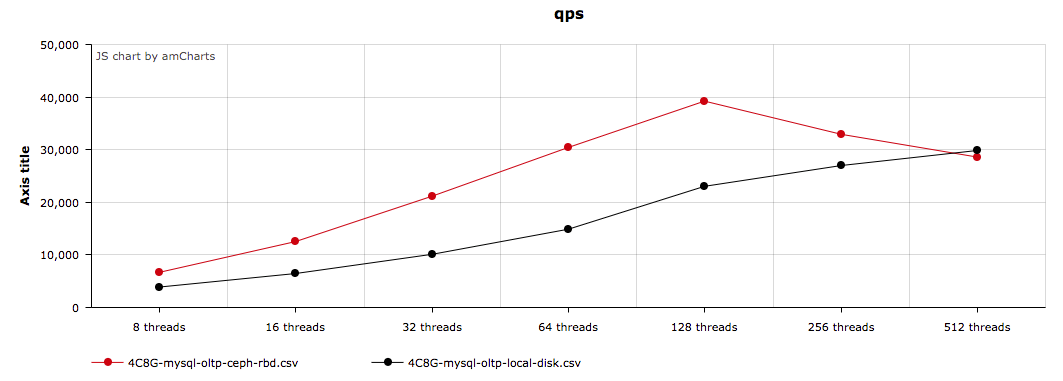 qps
50,000
JS chart by amCharts
40,000
30,000
20,000
10,000
0
Axis title
8 threads 16 threads 32 threads 64 threads 128 threads 256 threads 512 threads
4C8G-mysql-oltp-ceph-rbd.csv 4C8G-mysql-oltp-local-disk.csv